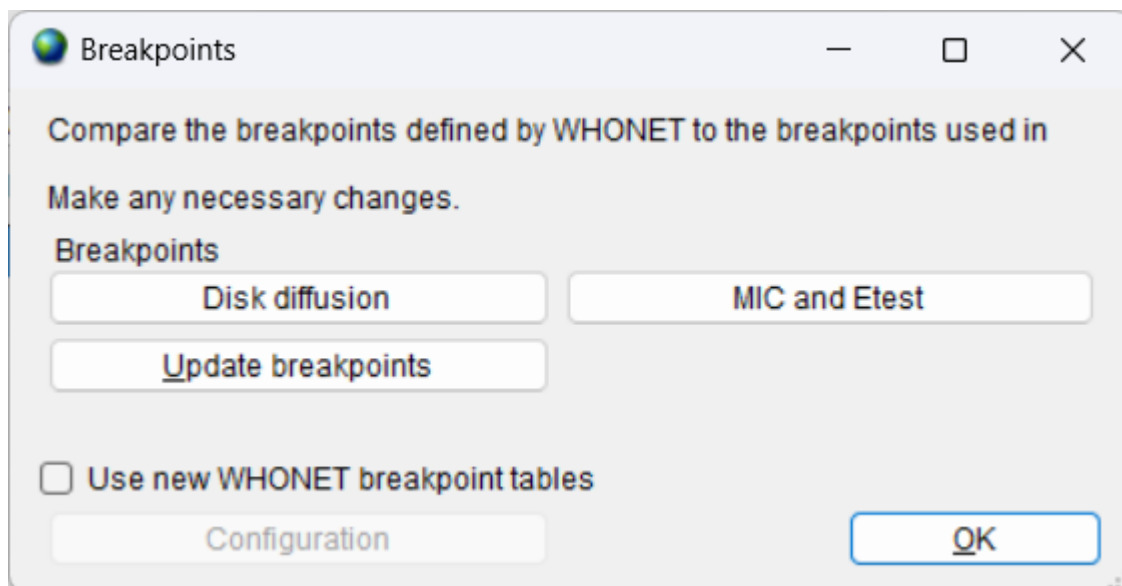 Breakpoints
Compare the breakpoints defined by WHONET to the breakpoints used in
Make any necessary changes.
Breakpoints
Disk diffusion
MIC and Etest
Update breakpoints
Use new WHONET breakpoint tables
Configuration
OK